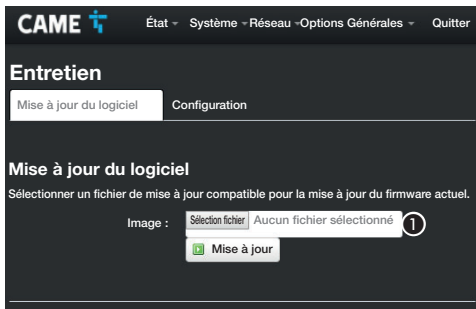 CAME État Système Réseau Options Générales Quitter
Entretien
Mise à jour du logiciel Configuration
Mise à jour du logiciel
Sélectionner un fichier de mise à jour compatible pour la mise à jour du firmware actuel.
Image : Sélection fichier Aucun fichier sélectionné ①
Mise à jour